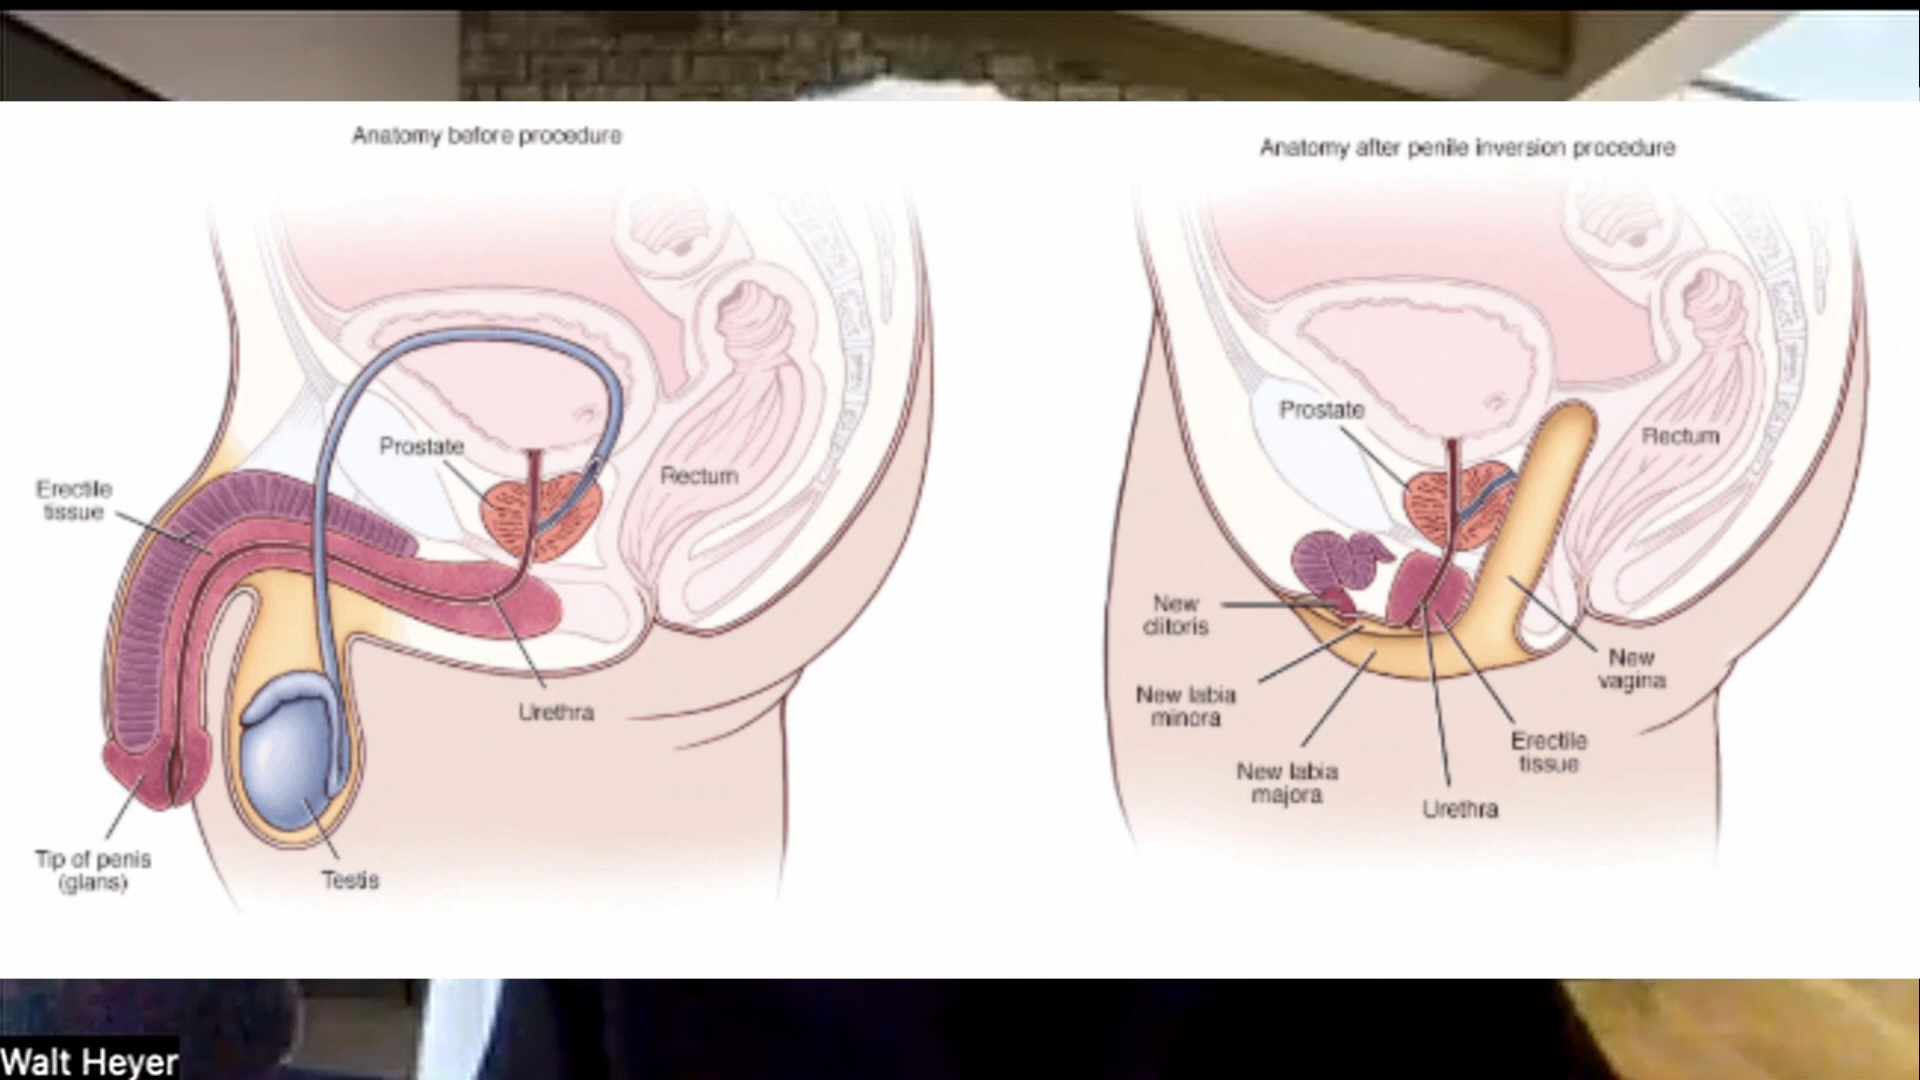 Anatomy before procedure
Prostate
Erectile
tissue
Rectum
Urethra
Tip of penis
(glans)
Testis
Anatomy after penile inversion procedure
Prostate
Rectum
New
clitoris
New labia
minora
New labia
majora
Urethra
Erectile
tissue
New
vagina
Walt Heyer